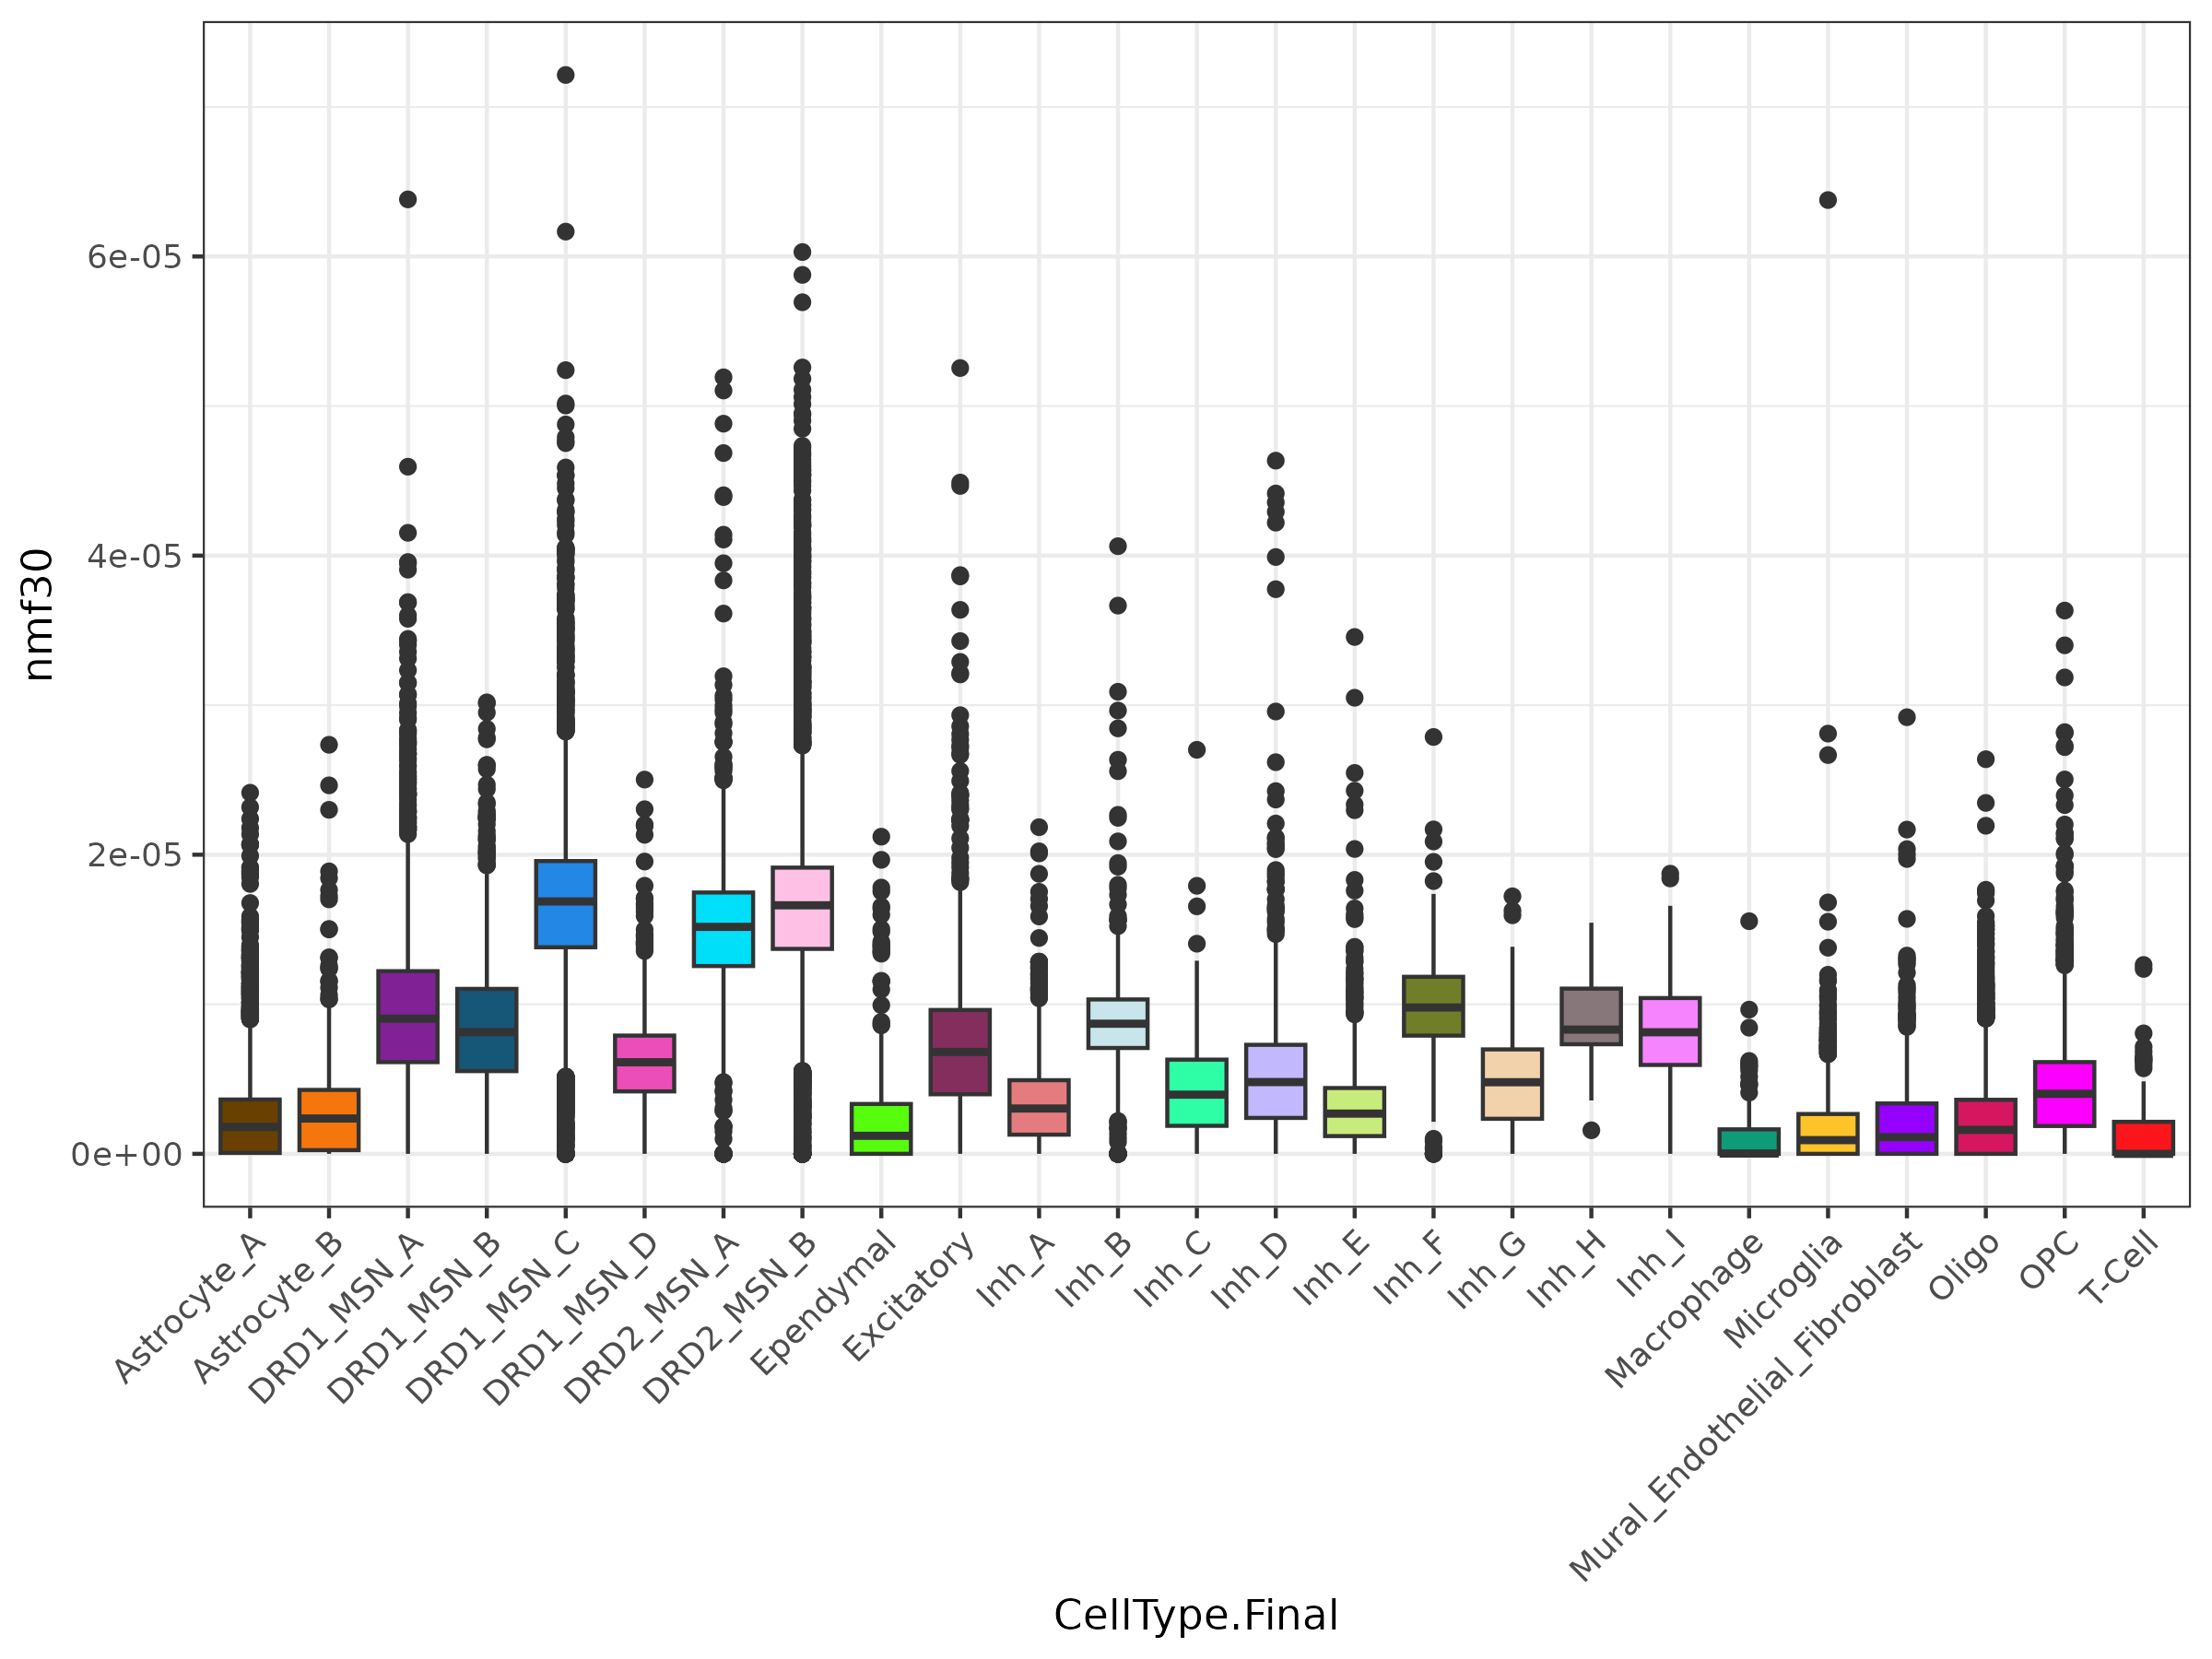 nmf30
6e-05
4e-05
2e-05
0e+00
Astrocyte_A
Astrocyte_B
DRD1_MSN_A
DRD1_MSN_B
DRD1_MSN_C
DRD1_MSN_D
DRD2_MSN_A
DRD2_MSN_B
Ependymal
Excitatory
Inh_A
Inh_B
Inh_C
Inh_D
Inh_E
Inh_F
Inh_G
Inh_H
Inh_I
Macrophage
Microglia
Mural_Endothelial_Fibroblast
Oligo
OPC
T-Cell
CellType.Final